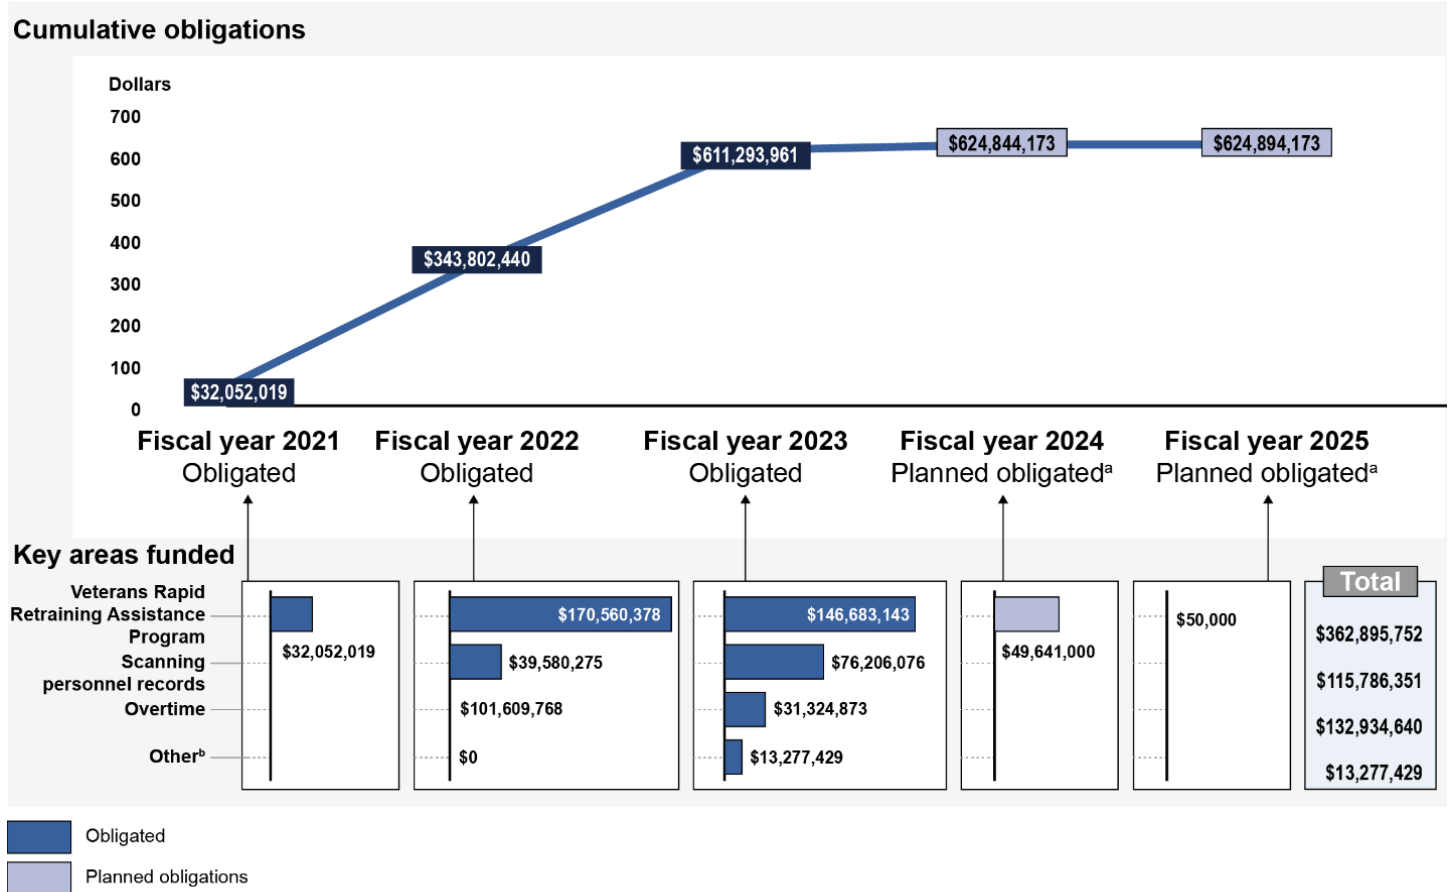 Cumulative obligations
Dollars
700
600
500
400
300
200
100
0
$32,052,019
$343,802,440
$611,293,961
$624,844,173
$624,894,173
Fiscal year 2021
Obligated
Fiscal year 2022
Obligated
Fiscal year 2023
Obligated
Fiscal year 2024
Planned obligatedᵃ
Fiscal year 2025
Planned obligatedᵃ
Key areas funded
Veterans Rapid
Retraining Assistance
Program
Scanning
personnel records
Overtime
Otherᵇ
$32,052,019
$170,560,378
$39,580,275
$101,609,768
$0
$146,683,143
$76,206,076
$31,324,873
$13,277,429
$49,641,000
$50,000
Total
$362,895,752
$115,786,351
$132,934,640
$13,277,429
Obligated
Planned obligations